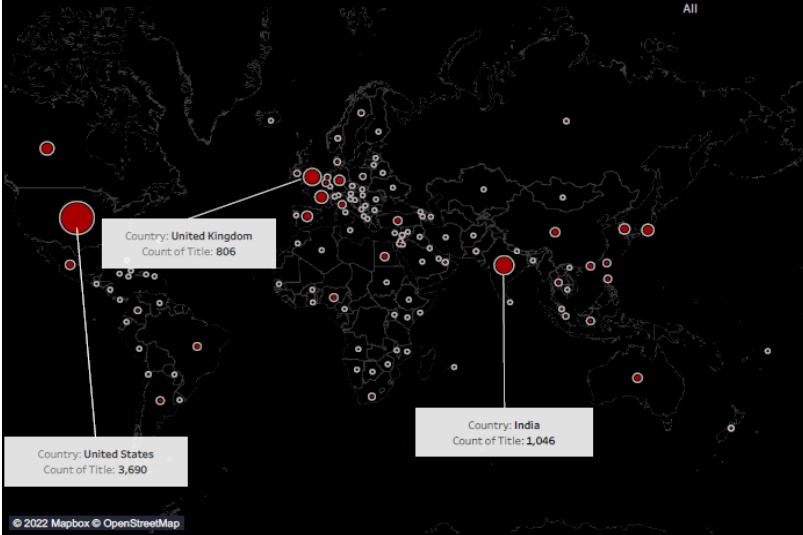 All
Country: United Kingdom
Count of Title: 806
Country: India
Count of Title: 1,046
Country: United States
Count of Title: 3,690
© 2022 Mapbox © OpenStreetMap